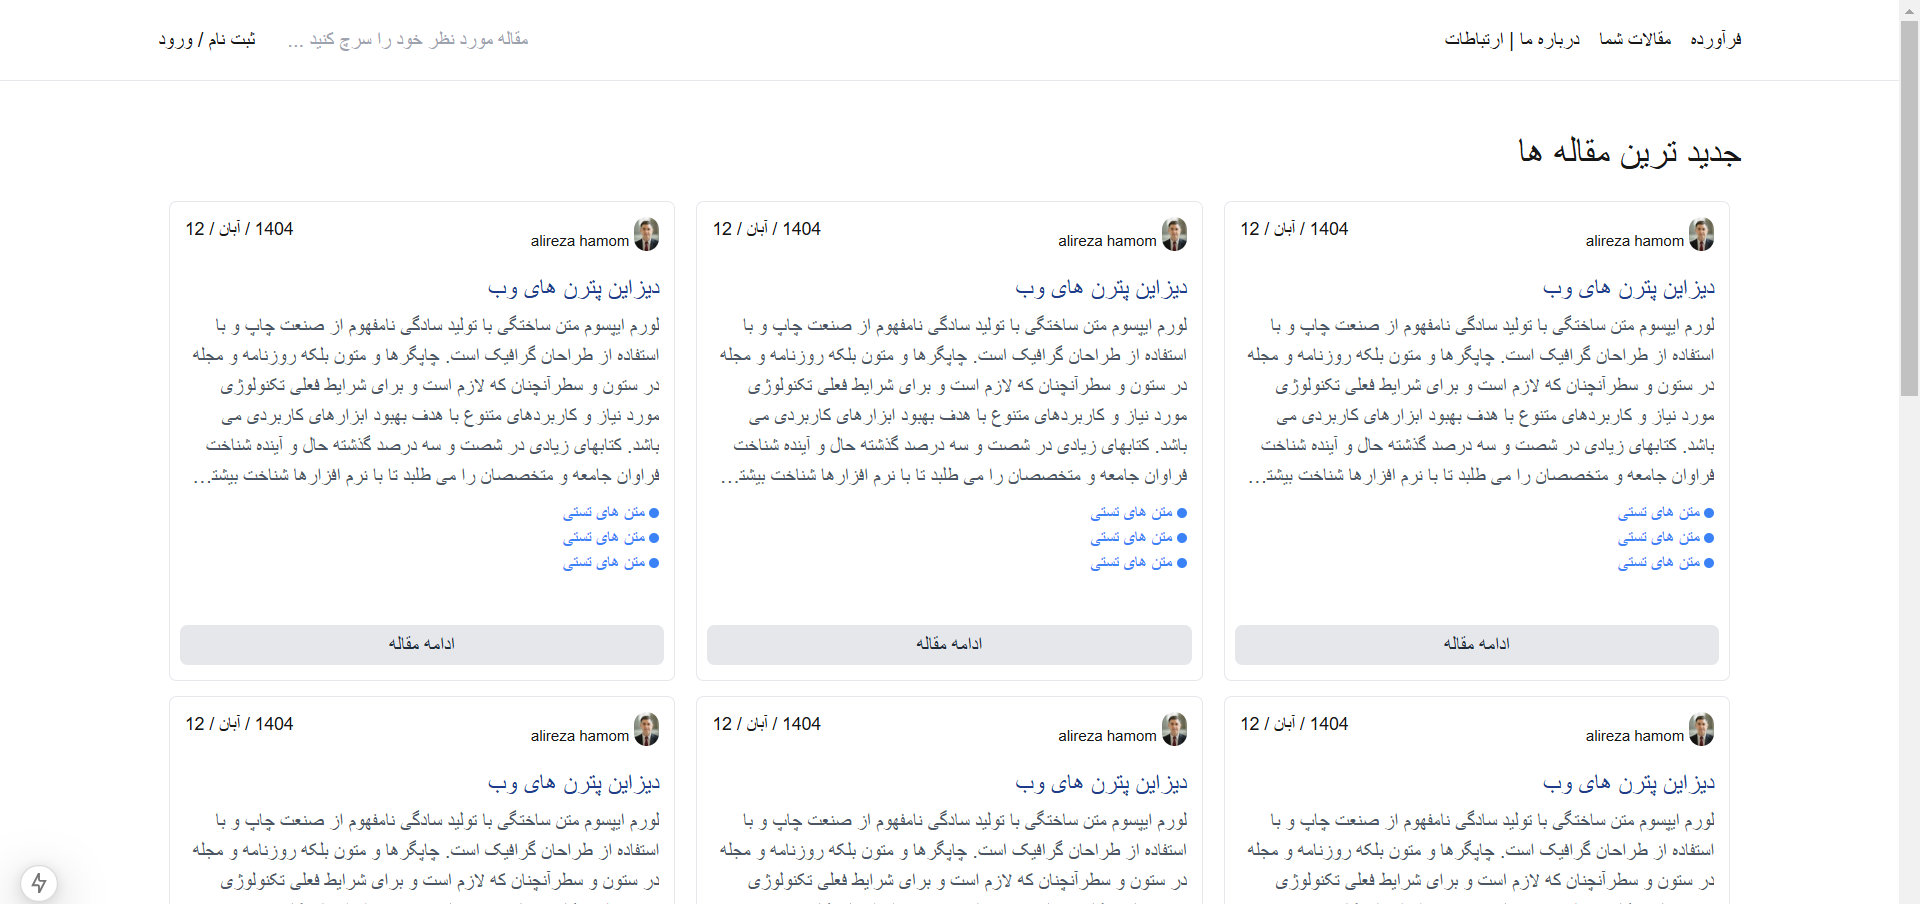 فرآورده
مقالات شما
درباره ما | ارتباطات
مقاله مورد نظر خود را سرچ کنید ...
ثبت نام / ورود
جدید ترین مقاله ها
alireza hamom
12 / آبان / 1404
دیزاین پترن های وب
لورم ایپسوم متن ساختگی با تولید سادگی نامفهوم از صنعت چاپ و با
استفاده از طراحان گرافیک است. چاپگرها و متون بلکه روزنامه و مجله
در ستون و سطرآنچنان که لازم است و برای شرایط فعلی تکنولوژی
مورد نیاز و کاربردهای متنوع با هدف بهبود ابزارهای کاربردی می
باشد. کتابهای زیادی در شصت و سه درصد گذشته حال و آینده شناخت
فراوان جامعه و متخصصان را می طلبد تا با نرم افزارها شناخت بیشتـ...
متن های تستی
متن های تستی
متن های تستی
ادامه مقاله
alireza hamom
12 / آبان / 1404
دیزاین پترن های وب
لورم ایپسوم متن ساختگی با تولید سادگی نامفهوم از صنعت چاپ و با
استفاده از طراحان گرافیک است. چاپگرها و متون بلکه روزنامه و مجله
در ستون و سطرآنچنان که لازم است و برای شرایط فعلی تکنولوژی
مورد نیاز و کاربردهای متنوع با هدف بهبود ابزارهای کاربردی می
باشد. کتابهای زیادی در شصت و سه درصد گذشته حال و آینده شناخت
فراوان جامعه و متخصصان را می طلبد تا با نرم افزارها شناخت بیشتـ...
متن های تستی
متن های تستی
متن های تستی
ادامه مقاله
alireza hamom
12 / آبان / 1404
دیزاین پترن های وب
لورم ایپسوم متن ساختگی با تولید سادگی نامفهوم از صنعت چاپ و با
استفاده از طراحان گرافیک است. چاپگرها و متون بلکه روزنامه و مجله
در ستون و سطرآنچنان که لازم است و برای شرایط فعلی تکنولوژی
مورد نیاز و کاربردهای متنوع با هدف بهبود ابزارهای کاربردی می
باشد. کتابهای زیادی در شصت و سه درصد گذشته حال و آینده شناخت
فراوان جامعه و متخصصان را می طلبد تا با نرم افزارها شناخت بیشتـ...
متن های تستی
متن های تستی
متن های تستی
ادامه مقاله
alireza hamom
12 / آبان / 1404
دیزاین پترن های وب
لورم ایپسوم متن ساختگی با تولید سادگی نامفهوم از صنعت چاپ و با
استفاده از طراحان گرافیک است. چاپگرها و متون بلکه روزنامه و مجله
در ستون و سطرآنچنان که لازم است و برای شرایط فعلی تکنولوژی
alireza hamom
12 / آبان / 1404
دیزاین پترن های وب
لورم ایپسوم متن ساختگی با تولید سادگی نامفهوم از صنعت چاپ و با
استفاده از طراحان گرافیک است. چاپگرها و متون بلکه روزنامه و مجله
در ستون و سطرآنچنان که لازم است و برای شرایط فعلی تکنولوژی
alireza hamom
12 / آبان / 1404
دیزاین پترن های وب
لورم ایپسوم متن ساختگی با تولید سادگی نامفهوم از صنعت چاپ و با
استفاده از طراحان گرافیک است. چاپگرها و متون بلکه روزنامه و مجله
در ستون و سطرآنچنان که لازم است و برای شرایط فعلی تکنولوژی